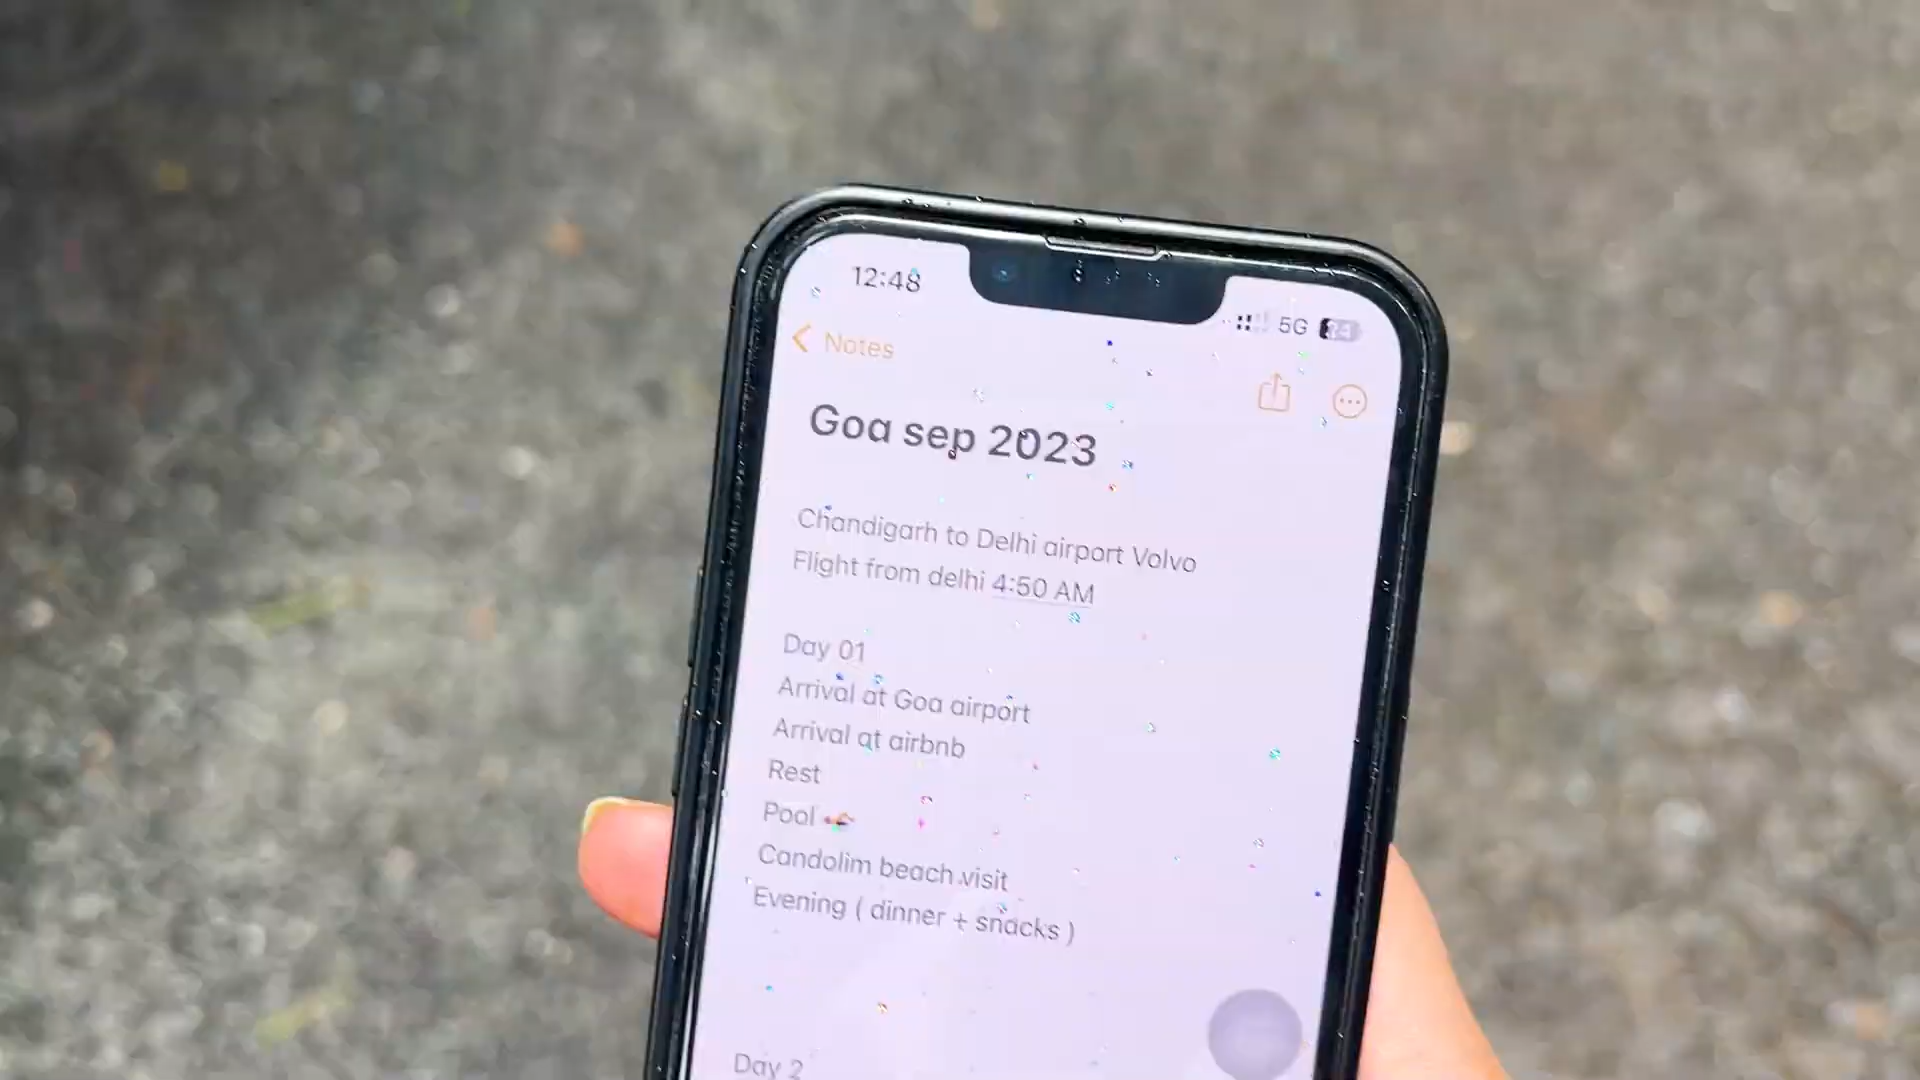 12:48
5G
Notes
Goa sep 2023
Chandigarh to Delhi airport Volvo
Flight from delhi 4:50 AM
Day 01
Arrival at Goa airport
Arrival at airbnb
Rest
Pool
Candolim beach visit
Evening ( dinner + snacks )
Day 2